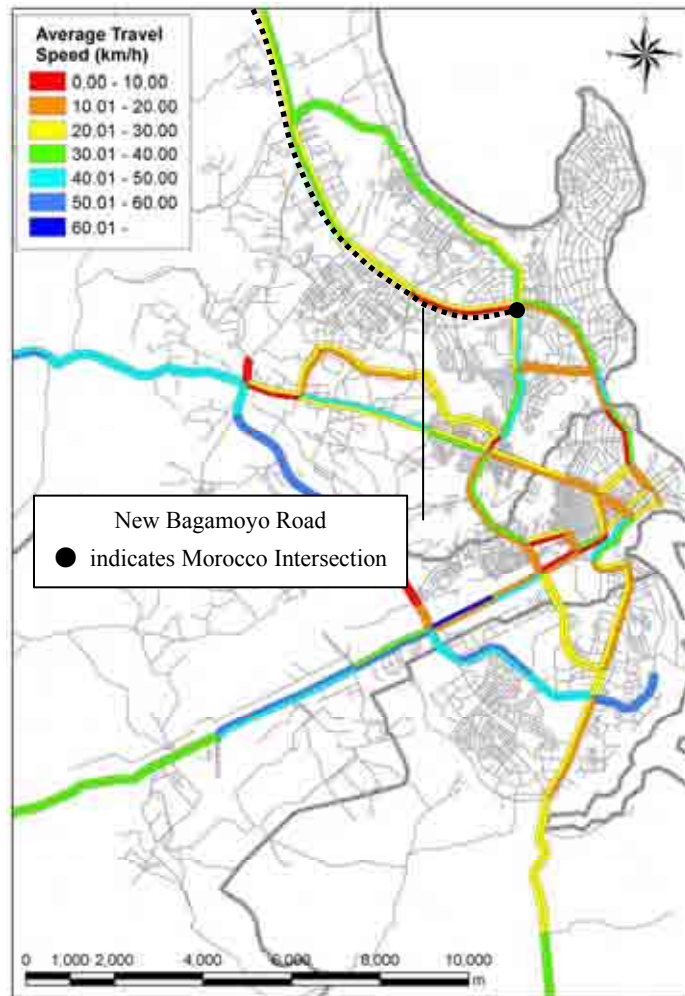 Average Travel
Speed (km/h)
0.00 - 10.00
10.01 - 20.00
20.01 - 30.00
30.01 - 40.00
40.01 - 50.00
50.01 - 60.00
60.01 -
New Bagamoyo Road
● indicates Morocco Intersection
0 1,000 2,000 4,000 6,000 8,000 10,000
m